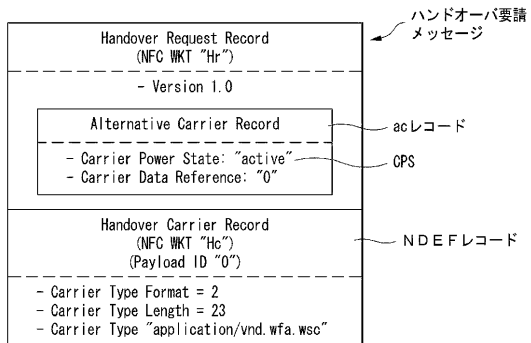 ハンドオーバ要請
メッセージ
Handover Request Record
(NFC WKT "Hr")
- Version 1.0
Alternative Carrier Record
acレコード
- Carrier Power State: "active"
CPS
- Carrier Data Reference: "0"
Handover Carrier Record
(NFC WKT "Hc")
(Payload ID "0")
NDEFレコード
- Carrier Type Format = 2
- Carrier Type Length = 23
- Carrier Type "application/vnd.wfa.wsc"